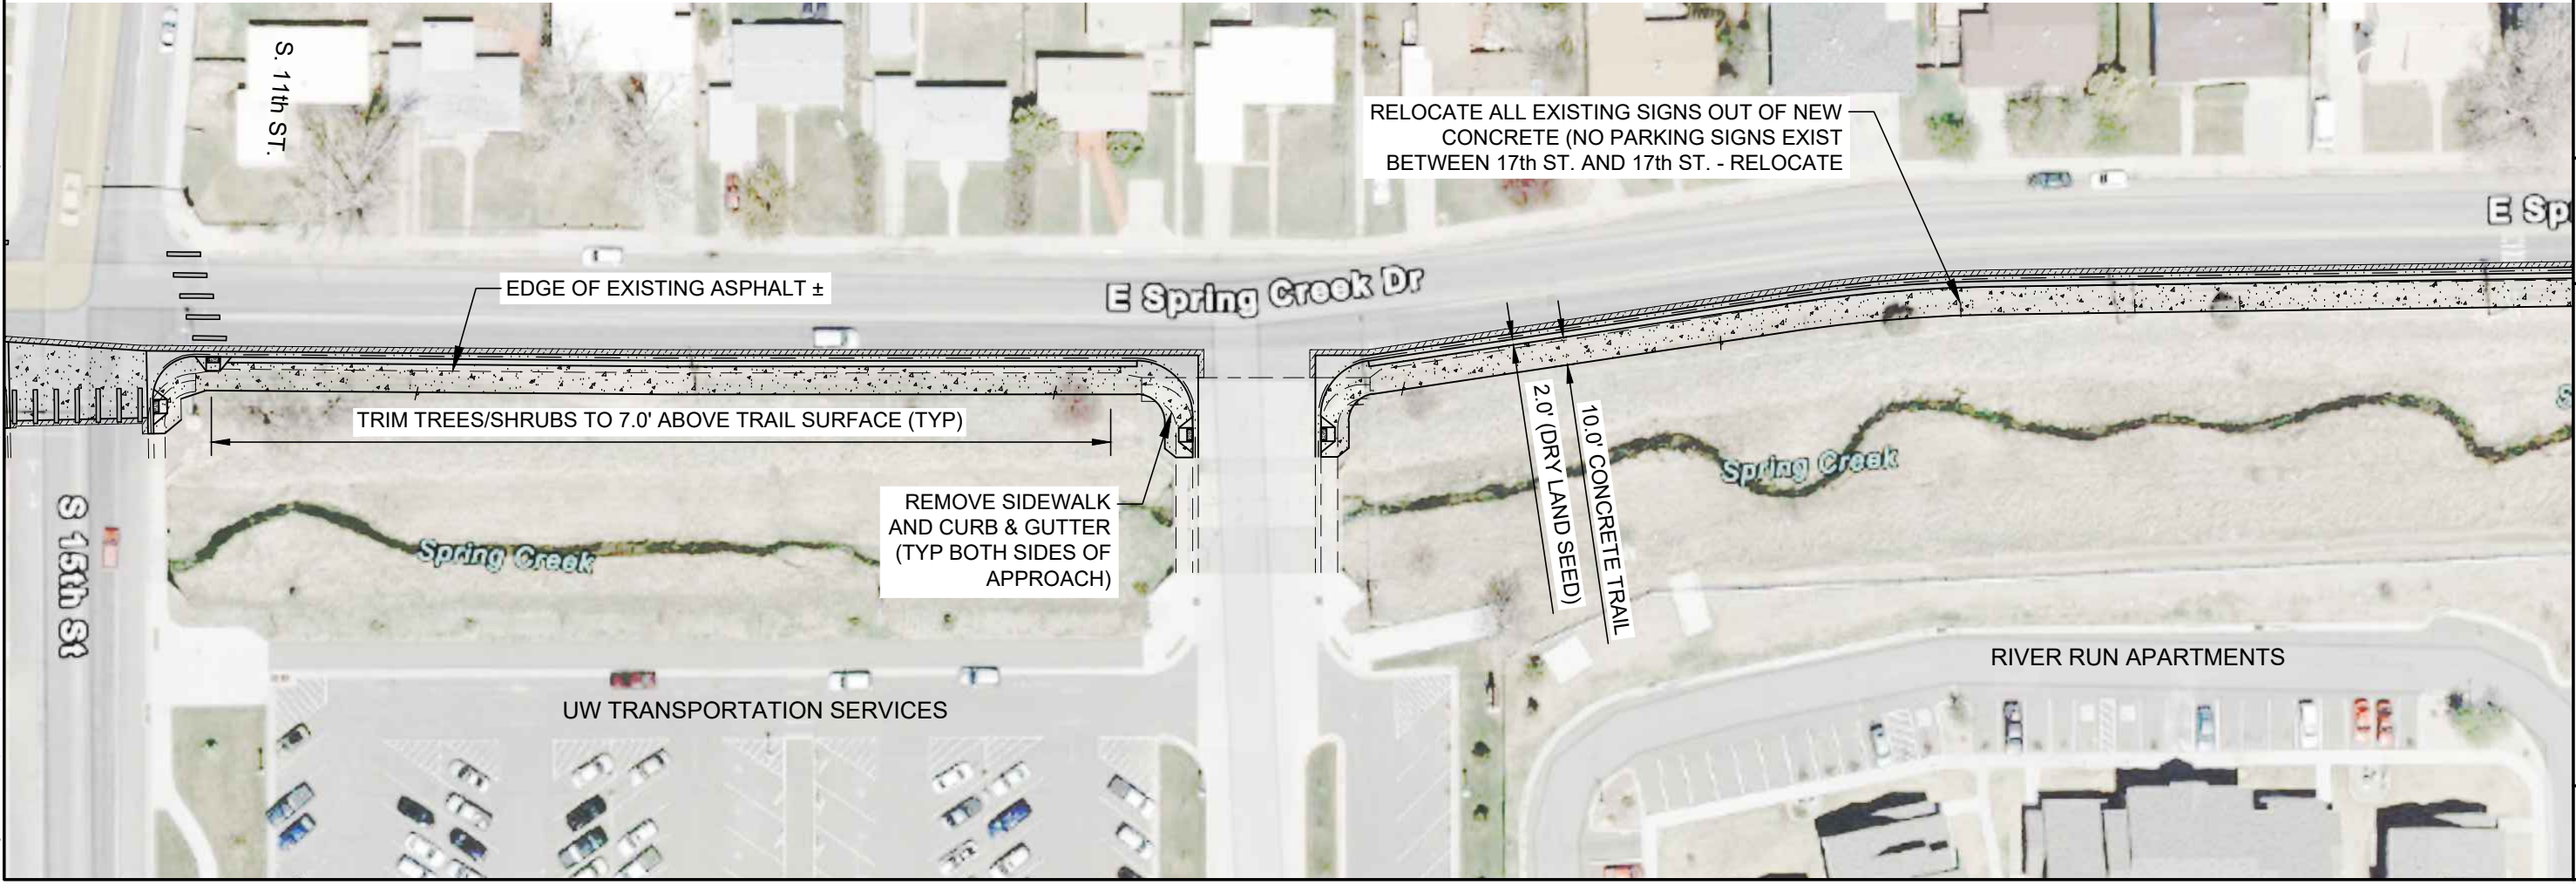 S. 11th ST.
RELOCATE ALL EXISTING SIGNS OUT OF NEW
CONCRETE (NO PARKING SIGNS EXIST
BETWEEN 17th ST. AND 17th ST. - RELOCATE
E Sp
EDGE OF EXISTING ASPHALT ±
E Spring Creek Dr
TRIM TREES/SHRUBS TO 7.0' ABOVE TRAIL SURFACE (TYP)
2.0' (DRY LAND SEED)
10.0' CONCRETE TRAIL
Spring Creek
S
REMOVE SIDEWALK
AND CURB & GUTTER
(TYP BOTH SIDES OF
APPROACH)
Spring Creek
S 15th St
RIVER RUN APARTMENTS
UW TRANSPORTATION SERVICES